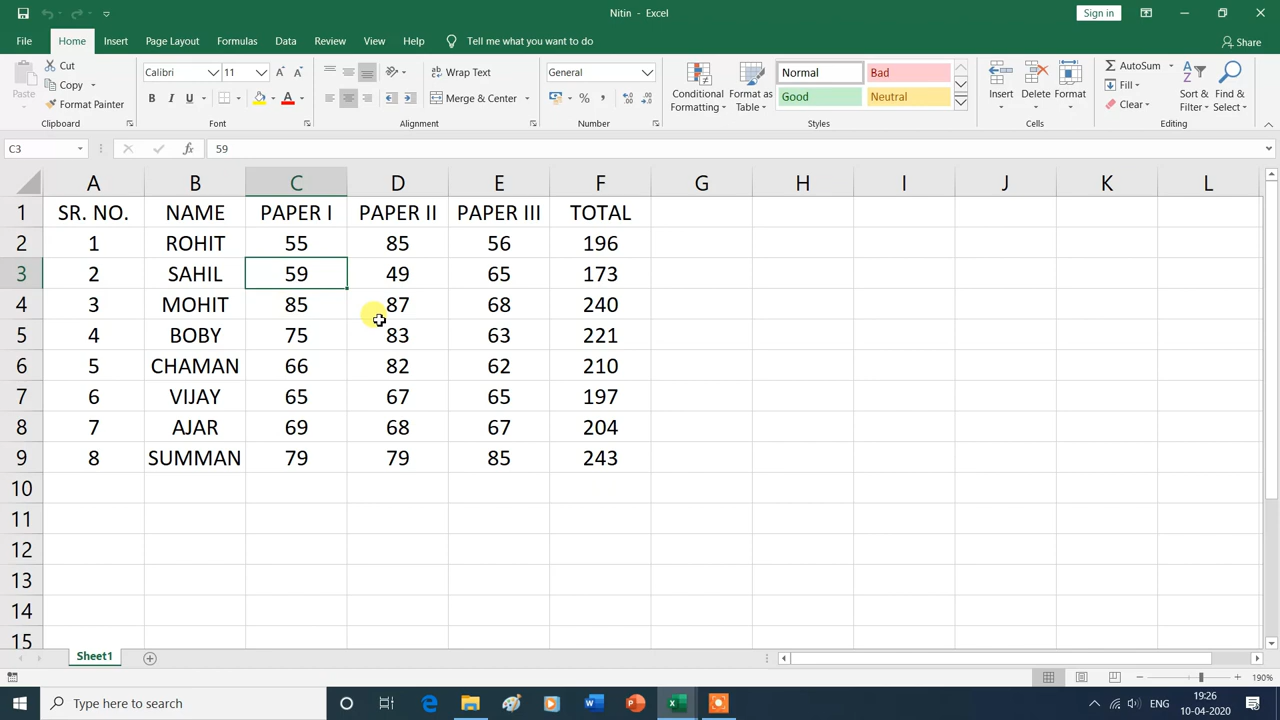 Nitin - Excel
Sign in
File Home Insert Page Layout Formulas Data Review View Help Tell me what you want to do Share
Paste Cut Copy Format Painter Clipboard
Calibri 11 B I U A A A Font
Wrap Text Merge & Center Alignment
General % , Number
Conditional Formatting Format as Table Normal Bad Good Neutral Styles
Insert Delete Format Cells
AutoSum Fill Clear Sort & Filter Find & Select Editing
C3 fx 59
A B C D E F G H I J K L
1 SR. NO. NAME PAPER I PAPER II PAPER III TOTAL
2 1 ROHIT 55 85 56 196
3 2 SAHIL 59 49 65 173
4 3 MOHIT 85 87 68 240
5 4 BOBY 75 83 63 221
6 5 CHAMAN 66 82 62 210
7 6 VIJAY 65 67 65 197
8 7 AJAR 69 68 67 204
9 8 SUMMAN 79 79 85 243
10
11
12
13
14
15
Sheet1
190%
Type here to search
ENG
19:26
10-04-2020